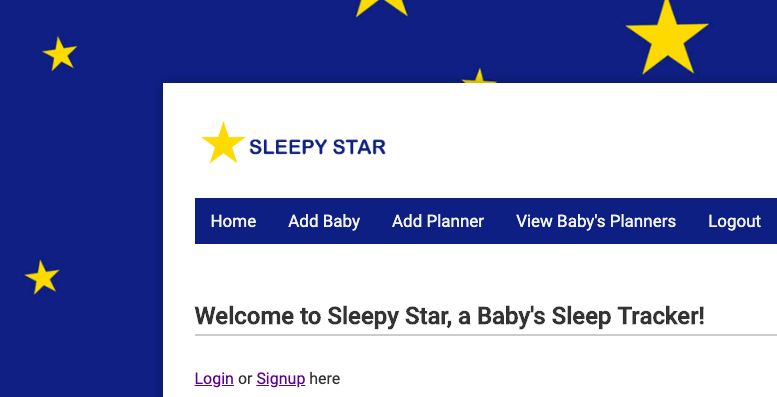 SLEEPY STAR
Home Add Baby Add Planner View Baby's Planners Logout
Welcome to Sleepy Star, a Baby's Sleep Tracker!
Login or Signup here